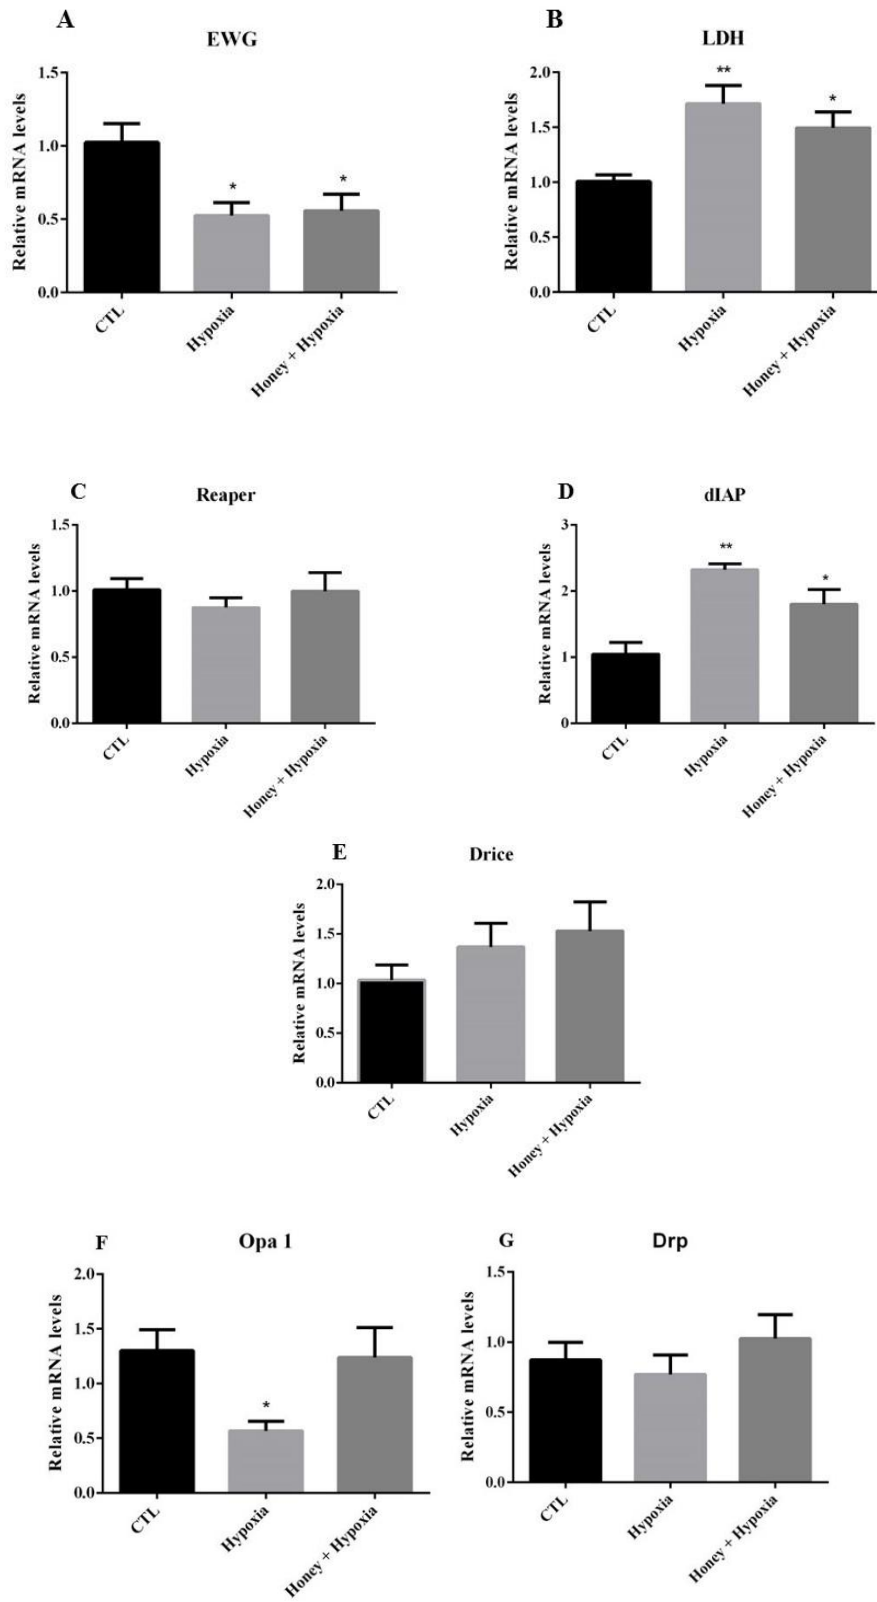 A
EWG
Relative mRNA levels
1.5
1.0
0.5
0.0
*
*
CTL
Hypoxia
Honey + Hypoxia
B
LDH
Relative mRNA levels
2.0
1.5
1.0
0.5
0.0
**
*
CTL
Hypoxia
Honey + Hypoxia
C
Reaper
Relative mRNA levels
1.5
1.0
0.5
0.0
CTL
Hypoxia
Honey + Hypoxia
D
dIAP
Relative mRNA levels
3
2
1
0
**
*
CTL
Hypoxia
Honey + Hypoxia
E
Drice
Relative mRNA levels
2.0
1.5
1.0
0.5
0.0
CTL
Hypoxia
Honey + Hypoxia
F
Opa 1
Relative mRNA levels
2.0
1.5
1.0
0.5
0.0
*
CTL
Hypoxia
Honey + Hypoxia
G
Drp
Relative mRNA levels
1.5
1.0
0.5
0.0
CTL
Hypoxia
Honey + Hypoxia